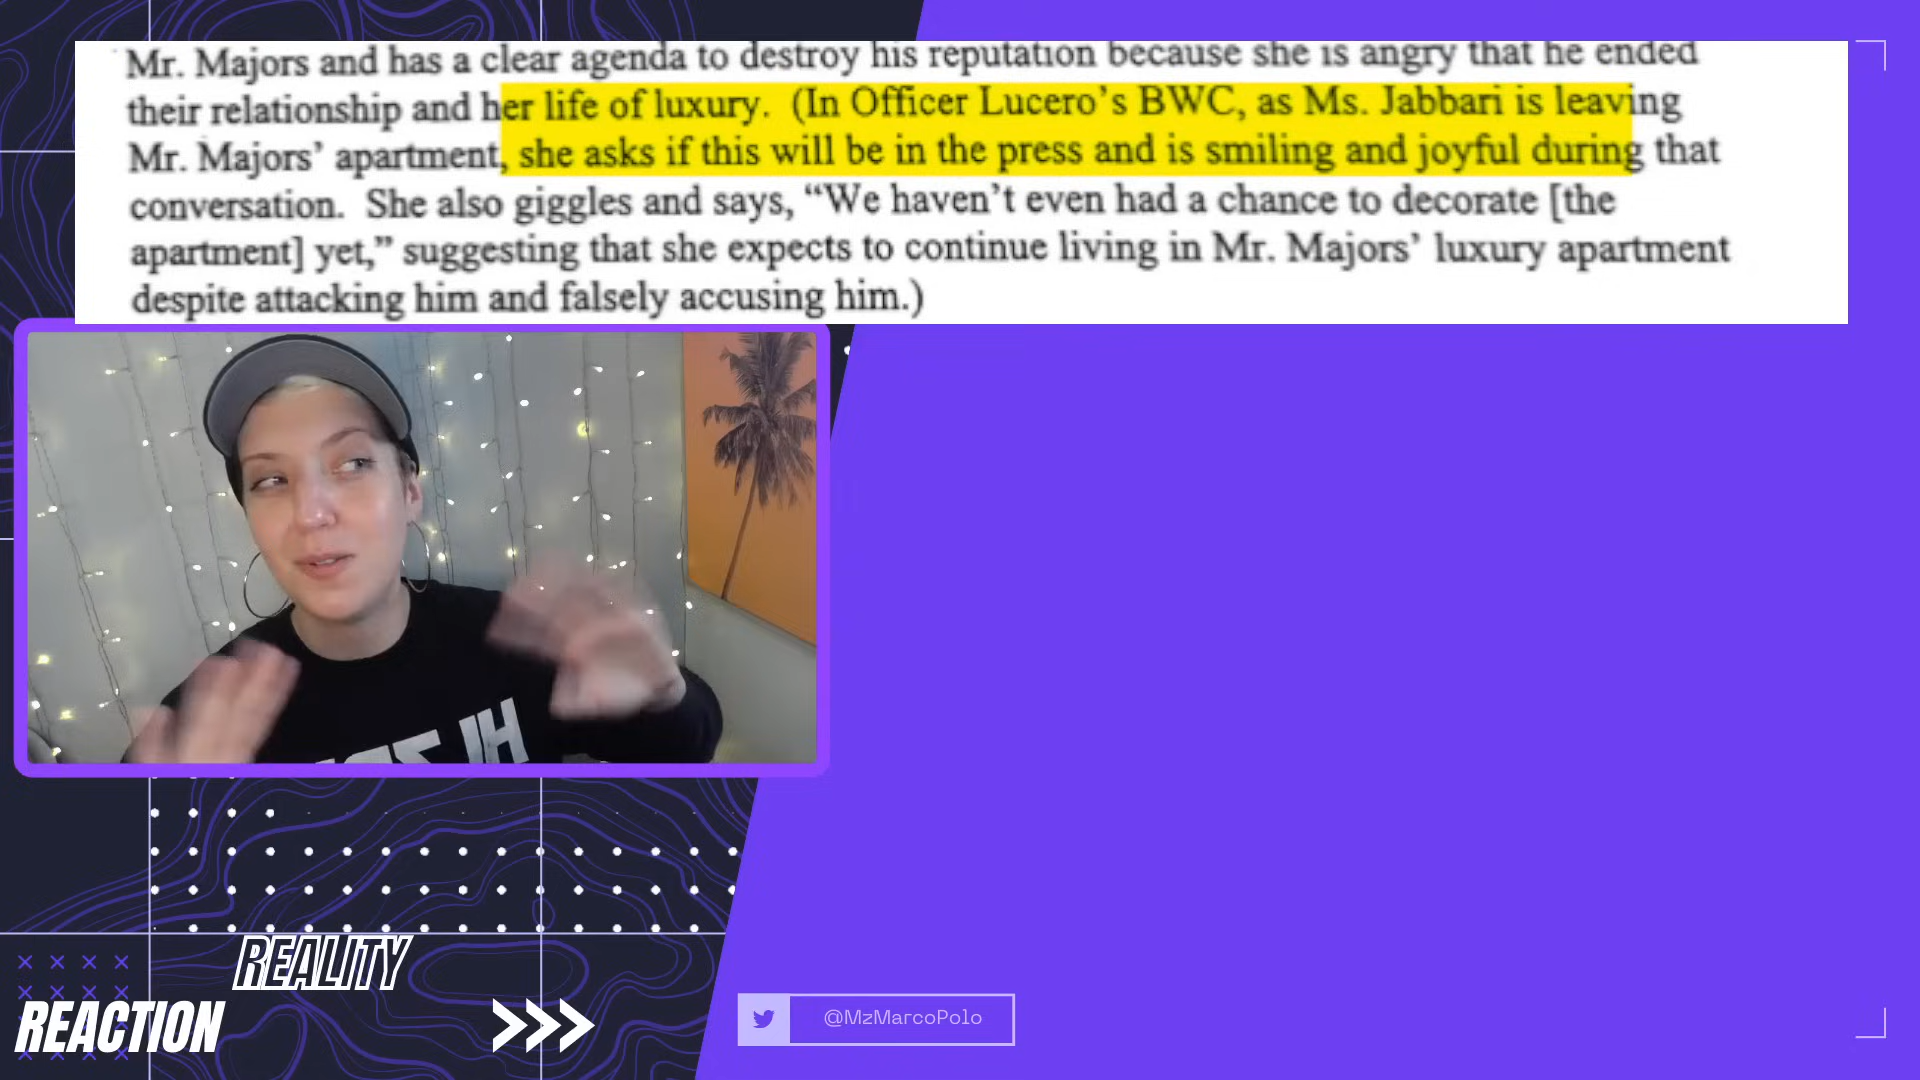 Mr. Majors and has a clear agenda to destroy his reputation because she is angry that he ended
their relationship and her life of luxury. (In Officer Lucero's BWC, as Ms. Jabbari is leaving
Mr. Majors' apartment, she asks if this will be in the press and is smiling and joyful during that
conversation. She also giggles and says, “We haven't even had a chance to decorate [the
apartment] yet,” suggesting that she expects to continue living in Mr. Majors' luxury apartment
despite attacking him and falsely accusing him.)
REALITY
REACTION
@MzMarcoPolo